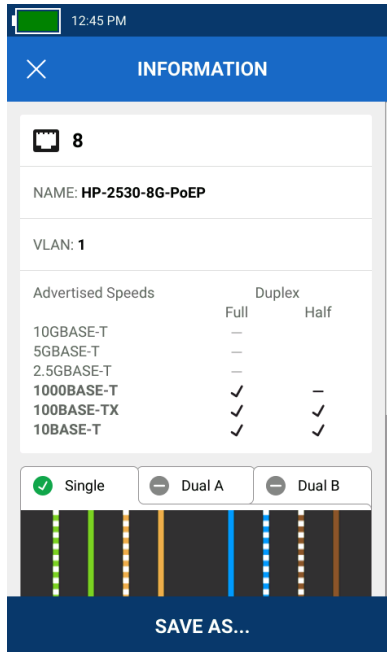 12:45 PM
INFORMATION
8
NAME: HP-2530-8G-PoEP
VLAN: 1
Advertised Speeds Duplex
Full Half
10GBASE-T —
5GBASE-T —
2.5GBASE-T —
1000BASE-T ✓ —
100BASE-TX ✓ ✓
10BASE-T ✓ ✓
Single Dual A Dual B
SAVE AS...